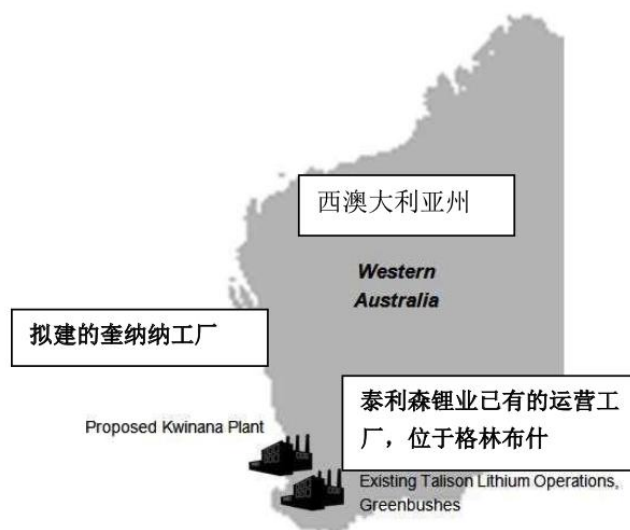 西澳大利亚州
Western
Australia
拟建的奎纳纳工厂
Proposed Kwinana Plant
泰利森锂业已有的运营工
厂，位于格林布什
Existing Talison Lithium Operations,
Greenbushes